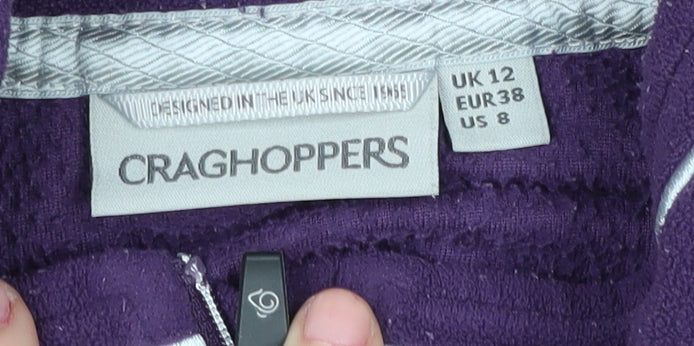 DESIGNED IN THE UK SINCE 1965
CRAGHOPPERS
UK 12
EUR 38
US 8